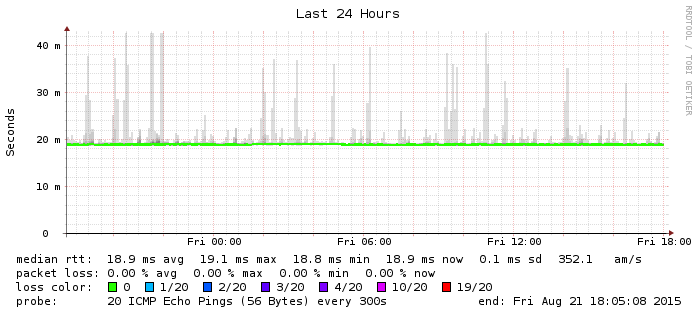 Last 24 Hours
RRDTOOL / TOBI OETIKER
Seconds
40 m
30 m
20 m
10 m
0
Fri 00:00 Fri 06:00 Fri 12:00 Fri 18:00
median rtt: 18.9 ms avg 19.1 ms max 18.8 ms min 18.9 ms now 0.1 ms sd 352.1 am/s
packet loss: 0.00 % avg 0.00 % max 0.00 % min 0.00 % now
loss color: 0 1/20 2/20 3/20 4/20 10/20 19/20
probe: 20 ICMP Echo Pings (56 Bytes) every 300s end: Fri Aug 21 18:05:08 2015